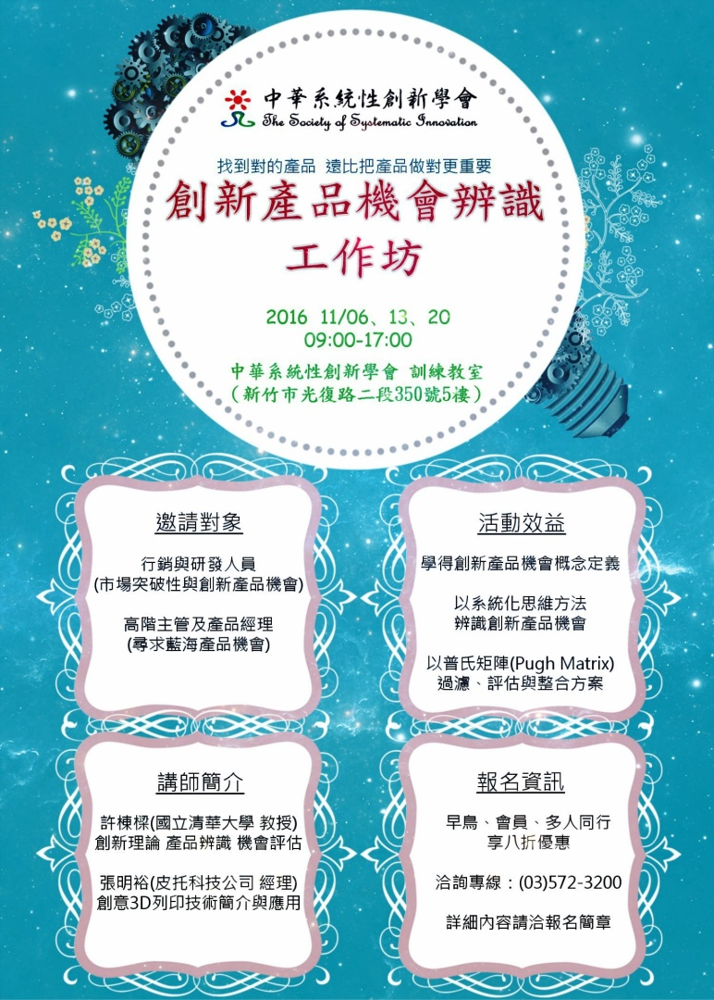 中華系統性創新學會
The Society of Systematic Innovation
找到對的產品 遠比把產品做對更重要
創新產品機會辨識
工作坊
2016 11/06、13、20
09:00-17:00
中華系統性創新學會 訓練教室
(新竹市光復路二段350號5樓)
邀請對象
行銷與研發人員
(市場突破性與創新產品機會)
高階主管及產品經理
(尋求藍海產品機會)
活動效益
學得創新產品機會概念定義
以系統化思維方法
辨識創新產品機會
以普氏矩陣(Pugh Matrix)
過濾、評估與整合方案
講師簡介
許棟樑(國立清華大學 教授)
創新理論 產品辨識 機會評估
張明裕(皮托科技公司 經理)
創意3D列印技術簡介與應用
報名資訊
早鳥、會員、多人同行
享八折優惠
洽詢專線：(03)572-3200
詳細內容請洽報名簡章